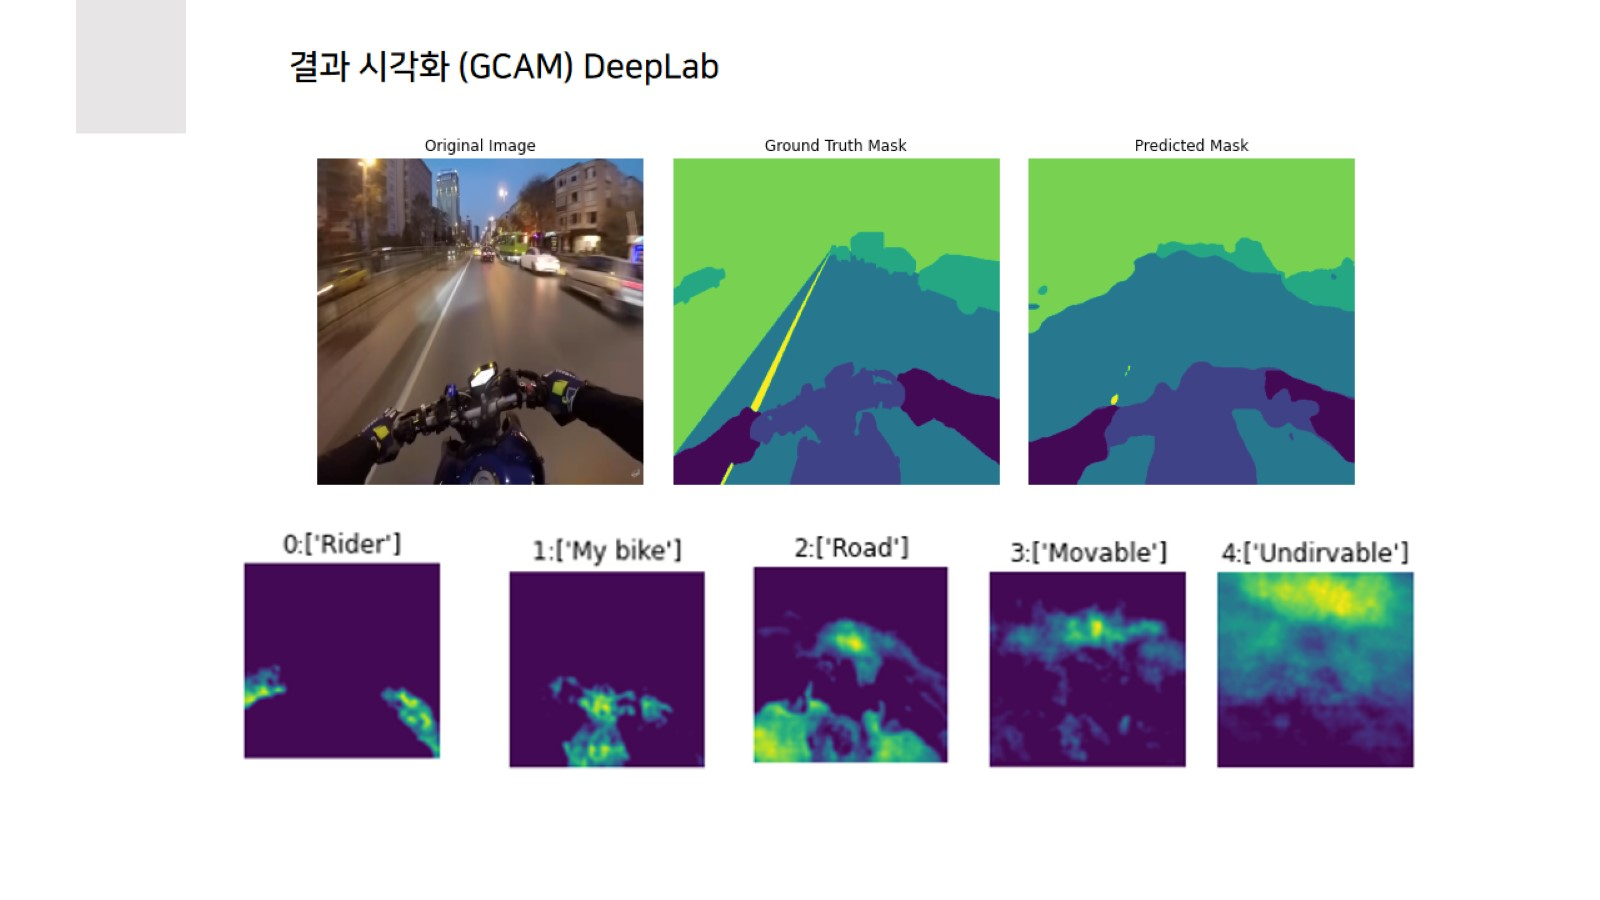 결과 시각화 (GCAM) DeepLab
Original Image
Ground Truth Mask
Predicted Mask
0:['Rider']
1:['My bike']
2:['Road']
3:['Movable']
4:['Undirvable']